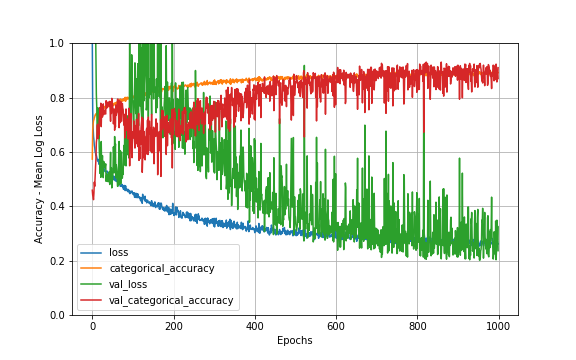 1.0
0.8
0.6
0.4
0.2
0.0
Accuracy - Mean Log Loss
loss
categorical_accuracy
val_loss
val_categorical_accuracy
0
200
400
600
800
1000
Epochs